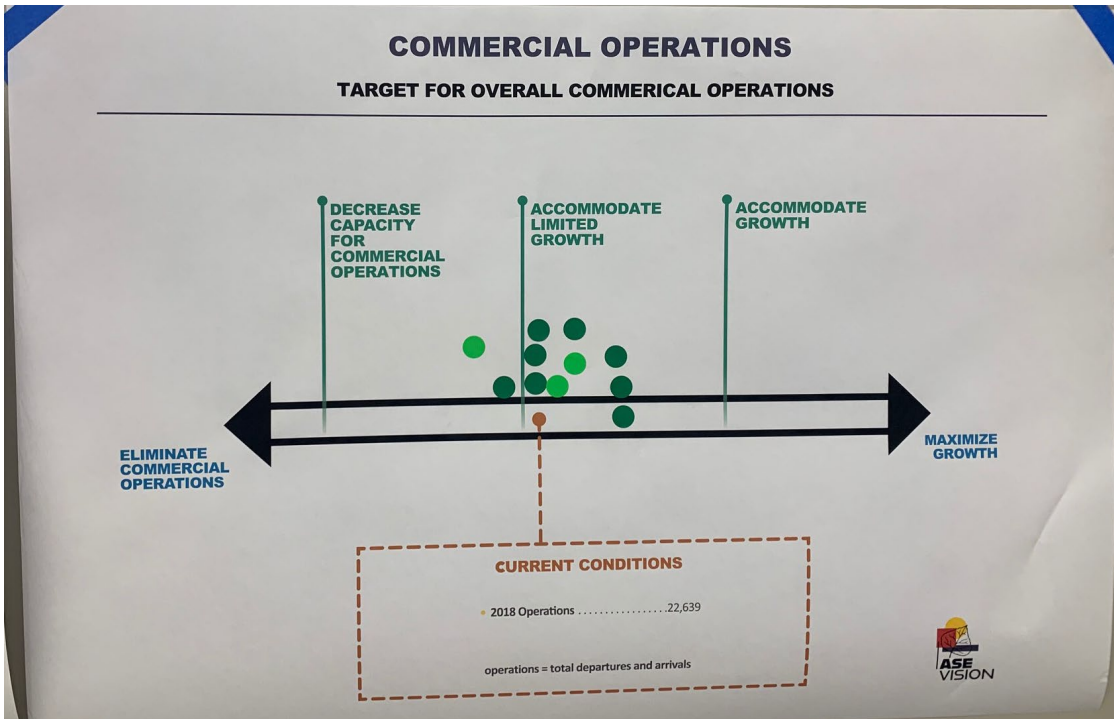 COMMERCIAL OPERATIONS
TARGET FOR OVERALL COMMERICAL OPERATIONS
DECREASE
CAPACITY
FOR
COMMERCIAL
OPERATIONS
ACCOMMODATE
LIMITED
GROWTH
ACCOMMODATE
GROWTH
ELIMINATE
COMMERCIAL
OPERATIONS
MAXIMIZE
GROWTH
CURRENT CONDITIONS
• 2018 Operations .................22,639
operations = total departures and arrivals
ASE
VISION